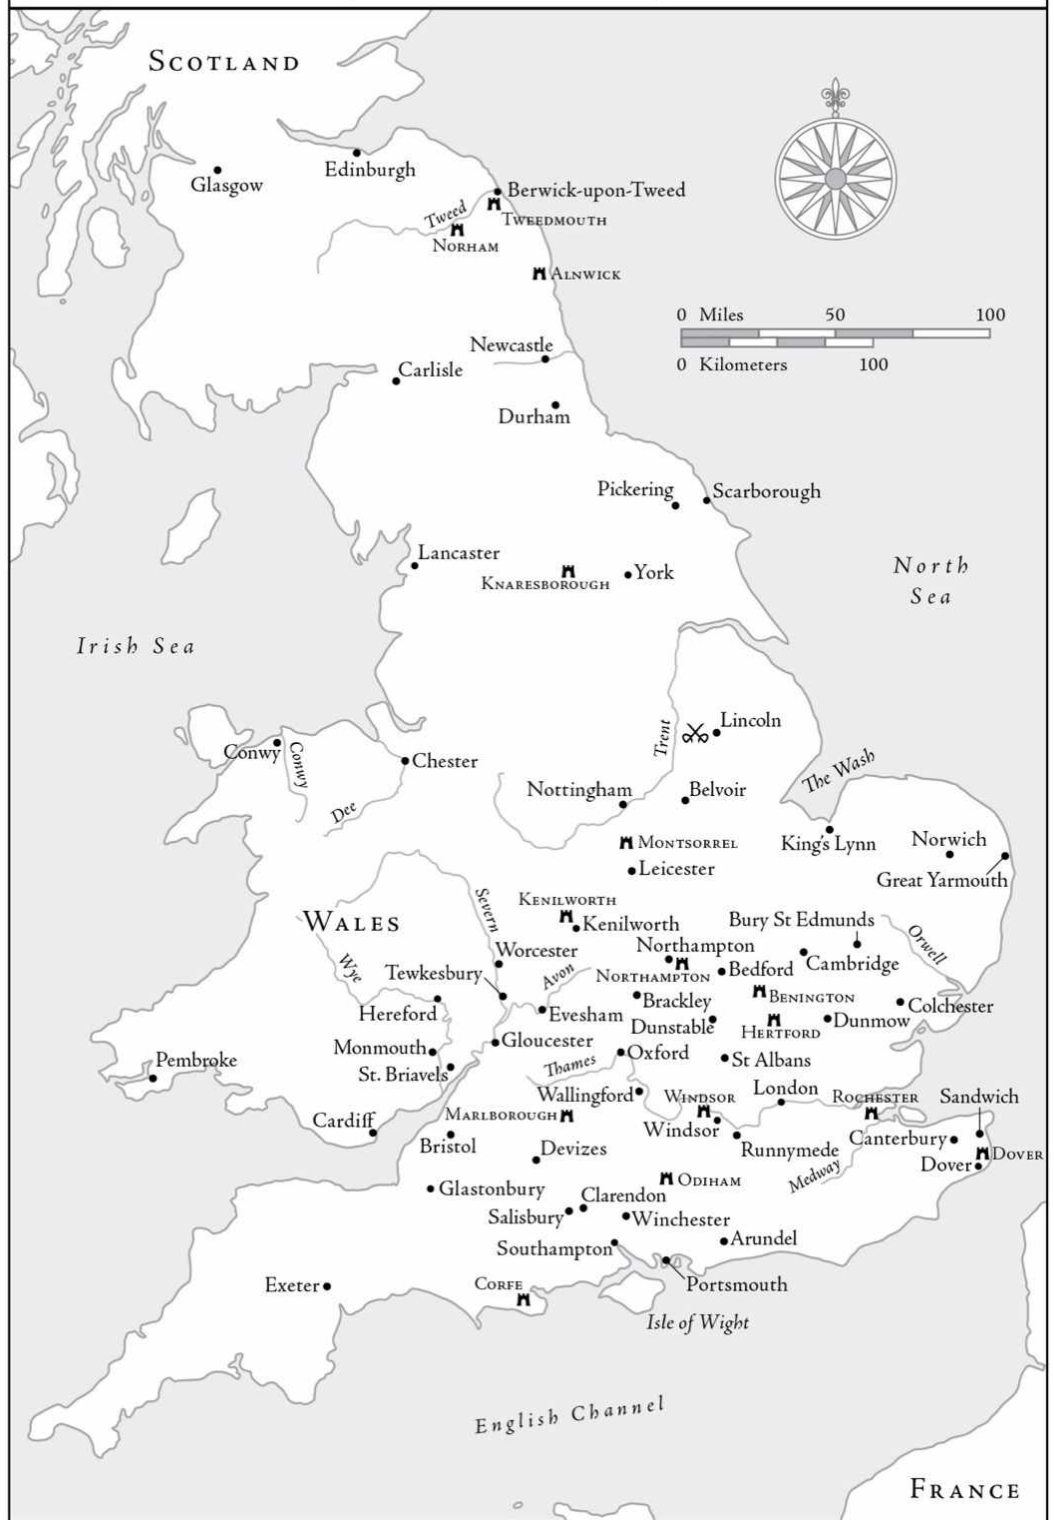 SCOTLAND
Edinburgh
Glasgow
Berwick-upon-Tweed
Tweed
TWEEDMOUTH
NORHAM
ALNWICK
0 Miles 50 100
0 Kilometers 100
Newcastle
Carlisle
Durham
Pickering
Scarborough
Lancaster
KNARESBOROUGH
York
North
Sea
Irish Sea
Lincoln
Trent
Conwy
Conwy
Chester
Dee
The Wash
Nottingham
Belvoir
MONTSORREL
King's Lynn
Norwich
Leicester
Great Yarmouth
KENILWORTH
Kenilworth
WALES
Severn
Bury St Edmunds
Orwell
Worcester
Northampton
Wye
Tewkesbury
Avon
NORTHAMPTON
Bedford
Cambridge
BENINGTON
Brackley
Colchester
Hereford
Evesham
Dunstable
HERTFORD
Dunmow
Gloucester
Monmouth
Oxford
St Albans
Pembroke
St. Briavels
Thames
Wallingford
WINDSOR
London
ROCHESTER
Sandwich
MARLBOROUGH
Cardiff
Windsor
Canterbury
Bristol
Devizes
Runnymede
DOVER
Dover
Medway
ODIHAM
Glastonbury
Clarendon
Salisbury
Winchester
Southampton
Arundel
Exeter
CORFE
Portsmouth
Isle of Wight
English Channel
FRANCE